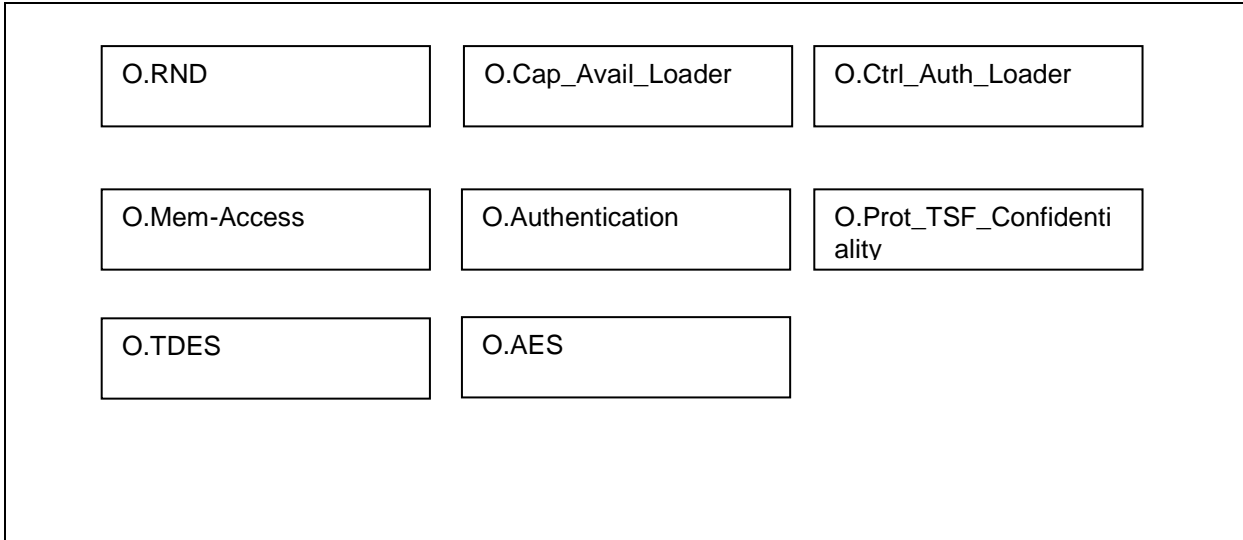 O.RND
O.Cap_Avail_Loader
O.Ctrl_Auth_Loader
O.Mem-Access
O.Authentication
O.Prot_TSF_Confidenti
ality
O.TDES
O.AES